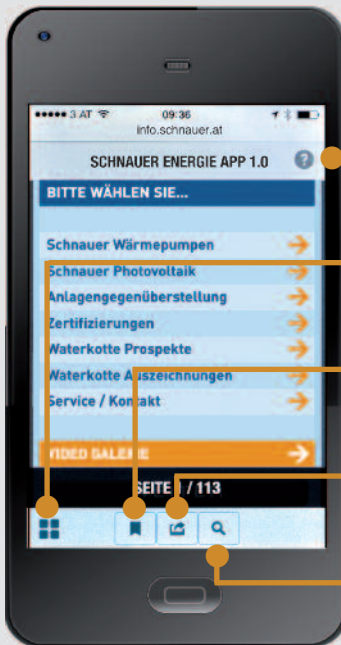 3 AT 09:36
info.schnauer.at
SCHNAUER ENERGIE APP 1.0 ?
BITTE WÄHLEN SIE...
Schnauer Wärmepumpen
Schnauer Photovoltaik
Anlagengegenüberstellung
Zertifizierungen
Waterkotte Prospekte
Waterkotte Auszeichnungen
Service / Kontakt
VIDEO GALERIE
SEITE / 113